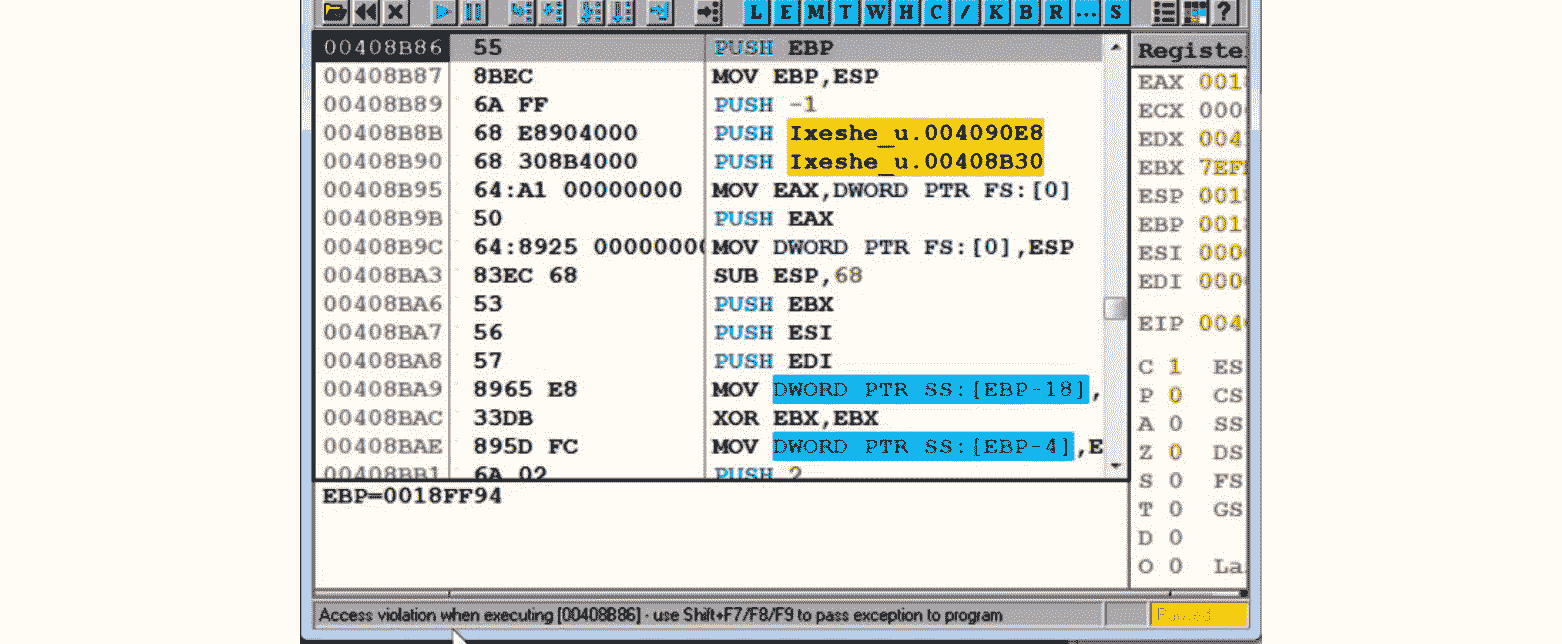 L E M T W H C / K B R ... S ?
00408B86 55 PUSH EBP
00408B87 8BEC MOV EBP,ESP
00408B89 6A FF PUSH -1
00408B8B 68 E8904000 PUSH Ixeshe_u.004090E8
00408B90 68 308B4000 PUSH Ixeshe_u.00408B30
00408B95 64:A1 00000000 MOV EAX,DWORD PTR FS:[0]
00408B9B 50 PUSH EAX
00408B9C 64:8925 0000000( MOV DWORD PTR FS:[0],ESP
00408BA3 83EC 68 SUB ESP,68
00408BA6 53 PUSH EBX
00408BA7 56 PUSH ESI
00408BA8 57 PUSH EDI
00408BA9 8965 E8 MOV DWORD PTR SS:[EBP-18],
00408BAC 33DB XOR EBX,EBX
00408BAE 895D FC MOV DWORD PTR SS:[EBP-4],E
00408BB1 6A 02 PUSH 2
EBP=0018FF94
Registe
EAX 001
ECX 000
EDX 004
EBX 7EF
ESP 001
EBP 001
ESI 000
EDI 000
EIP 004
C 1 ES
P 0 CS
A 0 SS
Z 0 DS
S 0 FS
T 0 GS
D 0
O 0 La
Access violation when executing [00408B86] - use Shift+F7/F8/F9 to pass exception to program
Paused